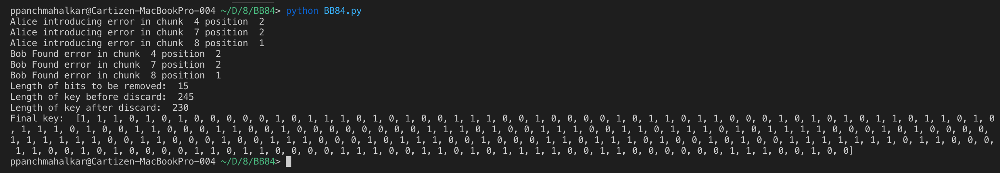 ppanchmahalkar@Cartizen-MacBookPro-004 ~/D/8/BB84> python BB84.py
Alice introducing error in chunk  4 position  2
Alice introducing error in chunk  7 position  2
Alice introducing error in chunk  8 position  1
Bob Found error in chunk  4 position  2
Bob Found error in chunk  7 position  2
Bob Found error in chunk  8 position  1
Length of bits to be removed:  15
Length of key before discard:  245
Length of key after discard:  230
Final key:  [1, 1, 1, 0, 1, 0, 1, 0, 0, 0, 0, 0, 1, 0, 1, 1, 1, 0, 1, 0, 1, 0, 0, 1, 1, 1, 0, 0, 1, 0, 0, 0, 0, 1, 0, 1, 1, 0, 1, 1, 0, 0, 0, 1, 0, 1, 0, 1, 0, 1, 1, 0, 1, 1, 0, 1, 0
, 1, 1, 1, 0, 1, 0, 0, 1, 1, 0, 0, 0, 1, 1, 0, 0, 1, 0, 0, 0, 0, 0, 0, 0, 0, 1, 1, 1, 0, 1, 0, 0, 1, 1, 1, 0, 0, 1, 1, 0, 1, 1, 1, 0, 1, 0, 1, 1, 1, 1, 0, 0, 0, 1, 0, 1, 0, 0, 0, 0,
1, 1, 1, 1, 1, 1, 0, 0, 1, 1, 0, 0, 0, 1, 0, 0, 1, 1, 1, 0, 0, 0, 1, 0, 1, 1, 1, 0, 0, 1, 0, 0, 0, 1, 1, 0, 1, 1, 1, 0, 1, 0, 0, 1, 0, 1, 0, 0, 1, 1, 1, 1, 1, 1, 1, 0, 1, 1, 0, 0, 0,
1, 1, 0, 0, 1, 0, 1, 0, 0, 0, 0, 1, 1, 0, 1, 1, 0, 0, 0, 0, 1, 1, 1, 0, 0, 1, 1, 0, 1, 0, 1, 1, 1, 1, 0, 0, 1, 1, 0, 0, 0, 0, 0, 0, 1, 1, 1, 0, 0, 1, 0, 0]
ppanchmahalkar@Cartizen-MacBookPro-004 ~/D/8/BB84>